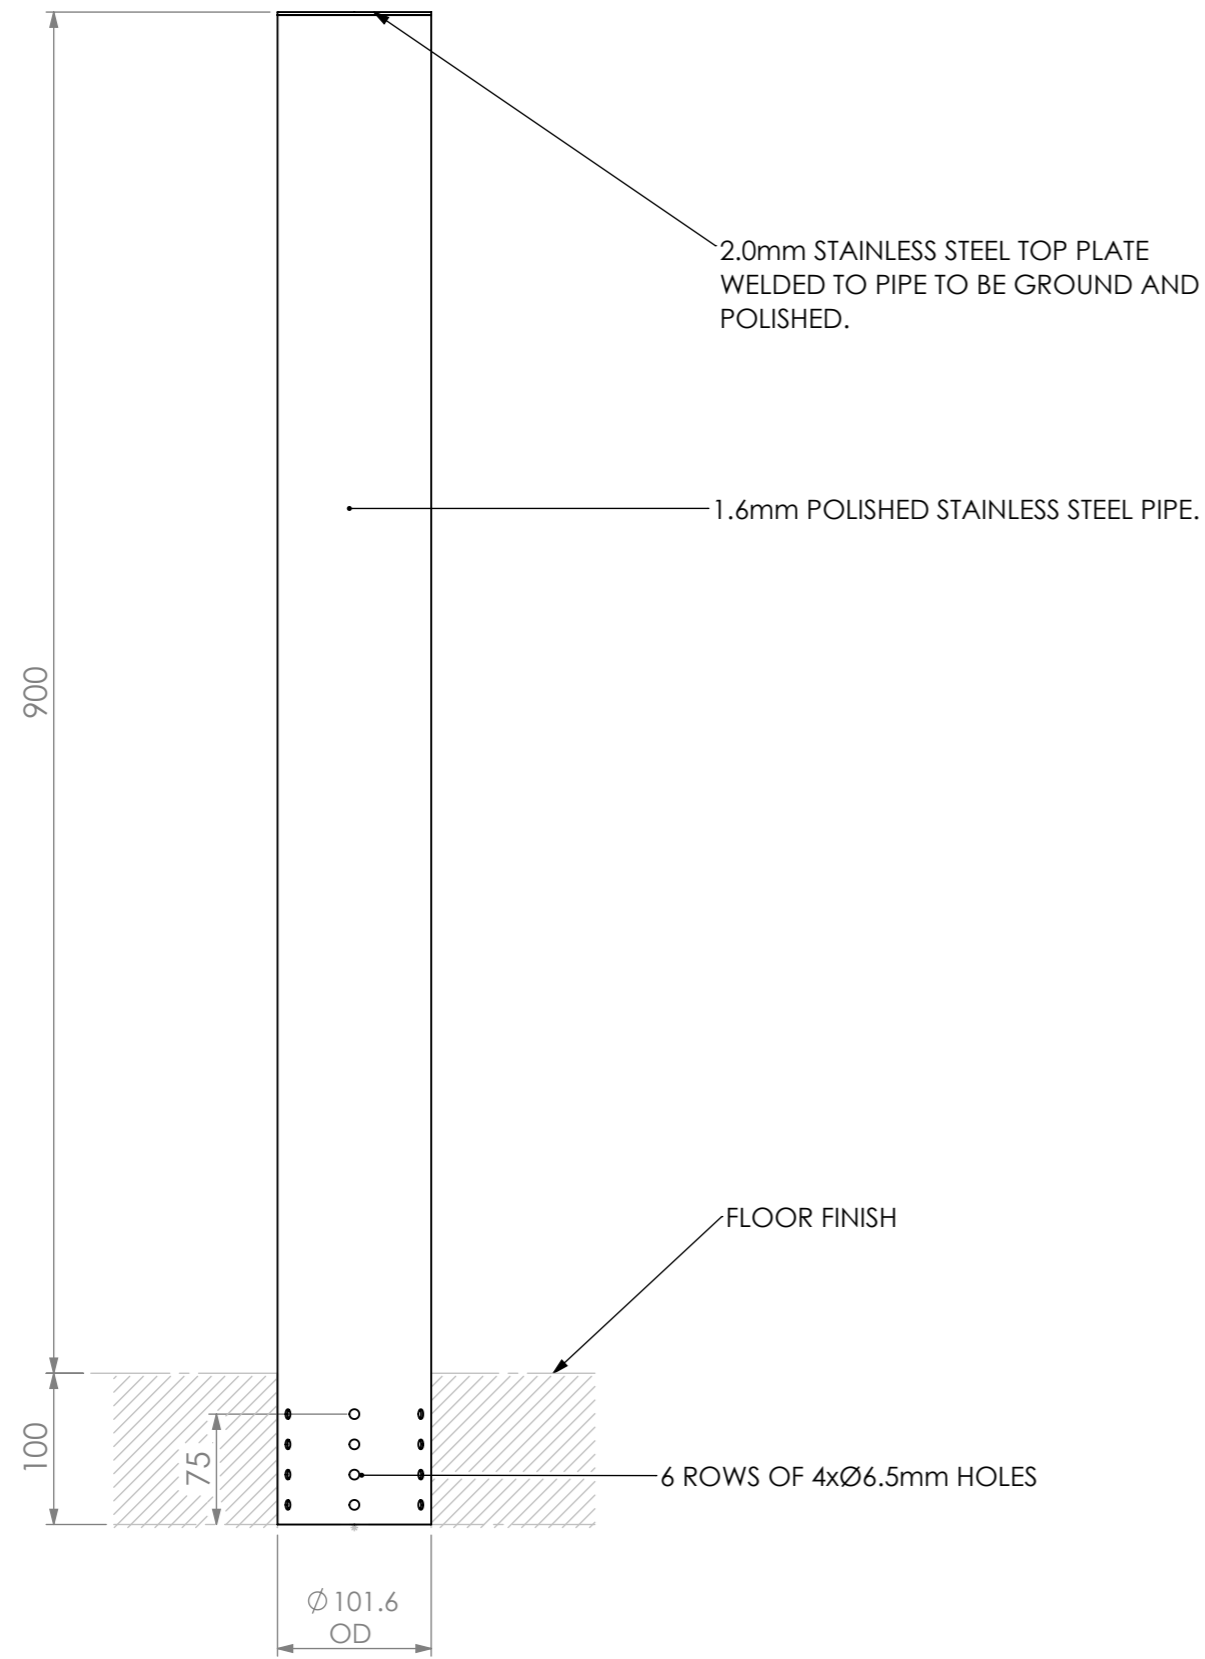 2.0mm STAINLESS STEEL TOP PLATE
WELDED TO PIPE TO BE GROUND AND
POLISHED.
1.6mm POLISHED STAINLESS STEEL PIPE.
900
FLOOR FINISH
100
75
6 ROWS OF 4xØ6.5mm HOLES
Ø101.6
OD